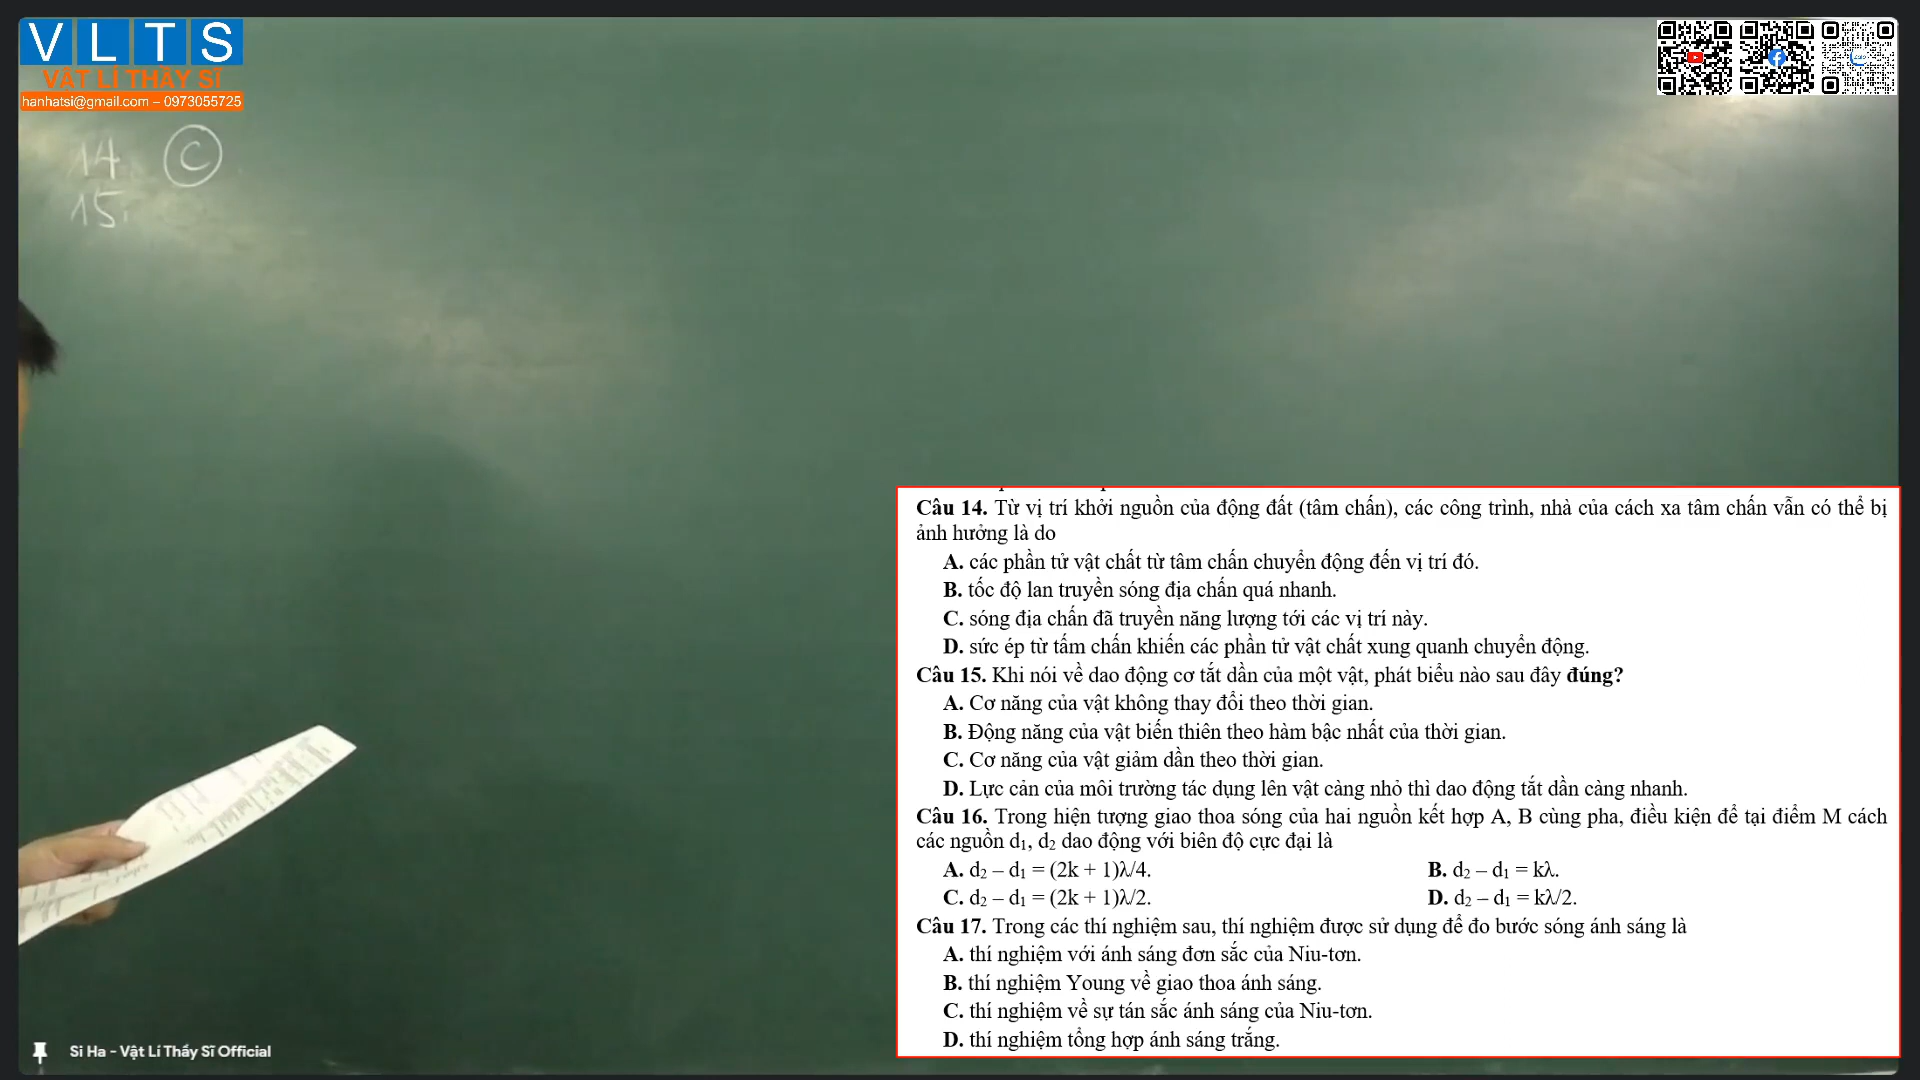 VLTS
VẬT LÍ THẦY SĨ
hanhatsi@gmail.com – 0973055725
14. C
15.
Câu 14. Từ vị trí khởi nguồn của động đất (tâm chấn), các công trình, nhà của cách xa tâm chấn vẫn có thể bị
ảnh hưởng là do
A. các phần tử vật chất từ tâm chấn chuyển động đến vị trí đó.
B. tốc độ lan truyền sóng địa chấn quá nhanh.
C. sóng địa chấn đã truyền năng lượng tới các vị trí này.
D. sức ép từ tấm chấn khiến các phần tử vật chất xung quanh chuyển động.
Câu 15. Khi nói về dao động cơ tắt dần của một vật, phát biểu nào sau đây đúng?
A. Cơ năng của vật không thay đổi theo thời gian.
B. Động năng của vật biến thiên theo hàm bậc nhất của thời gian.
C. Cơ năng của vật giảm dần theo thời gian.
D. Lực cản của môi trường tác dụng lên vật càng nhỏ thì dao động tắt dần càng nhanh.
Câu 16. Trong hiện tượng giao thoa sóng của hai nguồn kết hợp A, B cùng pha, điều kiện để tại điểm M cách
các nguồn d₁, d₂ dao động với biên độ cực đại là
A. d₂ – d₁ = (2k + 1)λ/4. B. d₂ – d₁ = kλ.
C. d₂ – d₁ = (2k + 1)λ/2. D. d₂ – d₁ = kλ/2.
Câu 17. Trong các thí nghiệm sau, thí nghiệm được sử dụng để đo bước sóng ánh sáng là
A. thí nghiệm với ánh sáng đơn sắc của Niu-tơn.
B. thí nghiệm Young về giao thoa ánh sáng.
C. thí nghiệm về sự tán sắc ánh sáng của Niu-tơn.
D. thí nghiệm tổng hợp ánh sáng trắng.
Si Ha - Vật Lí Thầy Sĩ Official